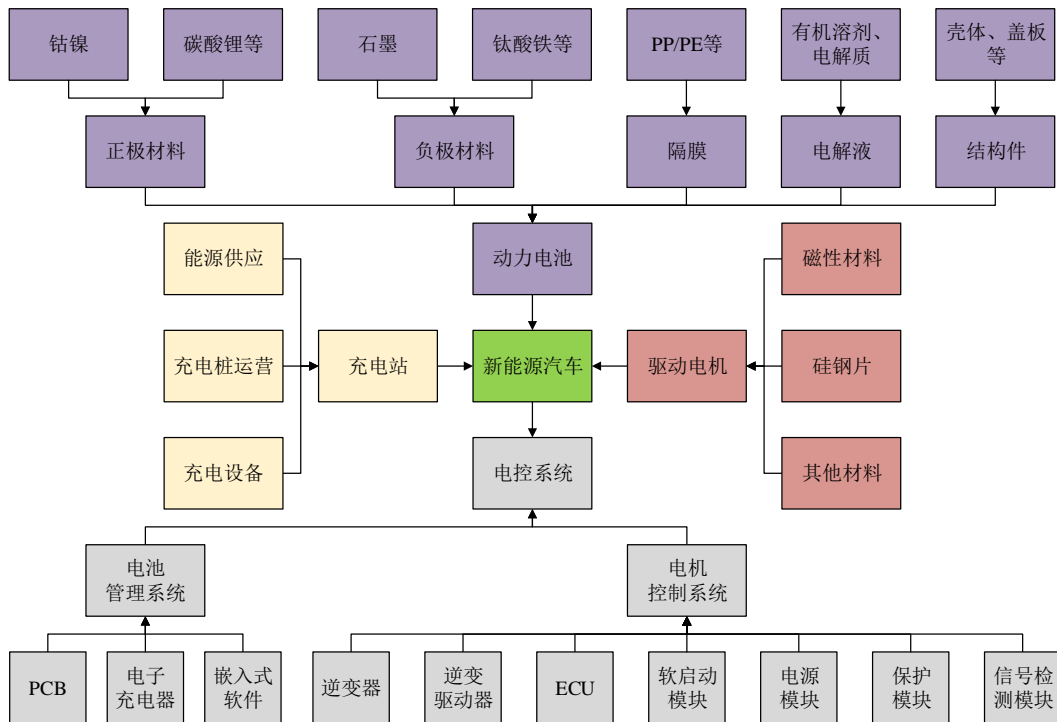 钴镍
碳酸锂等
石墨
钛酸铁等
PP/PE等
有机溶剂、
电解质
壳体、盖板
等
正极材料
负极材料
隔膜
电解液
结构件
能源供应
动力电池
磁性材料
充电桩运营
充电站
新能源汽车
驱动电机
硅钢片
充电设备
电控系统
其他材料
电池
管理系统
电机
控制系统
PCB
电子
充电器
嵌入式
软件
逆变器
逆变
驱动器
ECU
软启动
模块
电源
模块
保护
模块
信号检
测模块